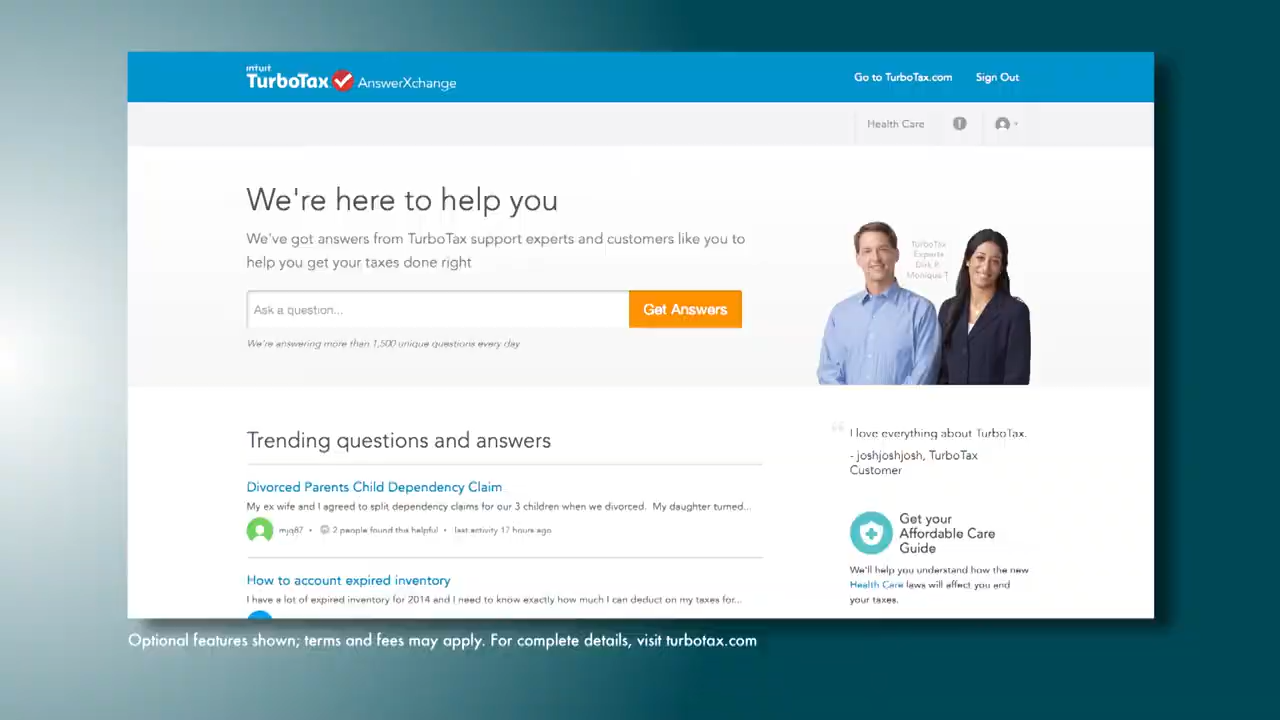 intuit
TurboTax AnswerXchange
Go to TurboTax.com
Sign Out
Health Care
We're here to help you
We've got answers from TurboTax support experts and customers like you to
help you get your taxes done right
Ask a question...
Get Answers
We're answering more than 1,500 unique questions every day
TurboTax
Experts
Dirk R
Monique T
Trending questions and answers
Divorced Parents Child Dependency Claim
My ex wife and I agreed to split dependency claims for our 3 children when we divorced. My daughter turned...
mjq87 • 2 people found this helpful • last activity 17 hours ago
How to account expired inventory
I have a lot of expired inventory for 2014 and I need to know exactly how much I can deduct on my taxes for...
“ I love everything about TurboTax.
- joshjoshjosh, TurboTax
Customer
Get your
Affordable Care
Guide
We'll help you understand how the new
Health Care laws will affect you and
your taxes.
Optional features shown; terms and fees may apply. For complete details, visit turbotax.com